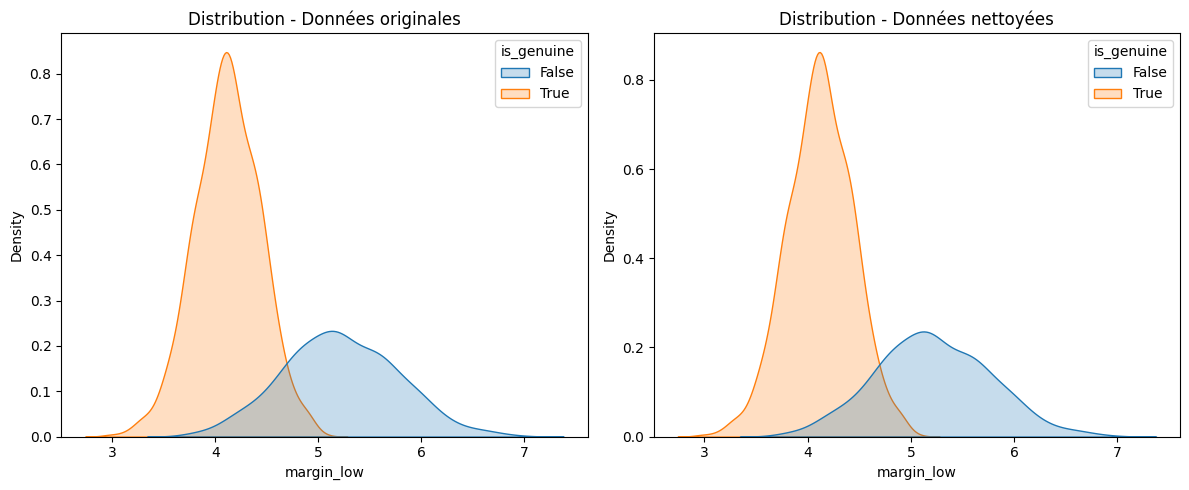 Distribution - Données originales
is_genuine
False
True
Density
0.8
0.7
0.6
0.5
0.4
0.3
0.2
0.1
0.0
3 4 5 6 7
margin_low
Distribution - Données nettoyées
is_genuine
False
True
Density
0.8
0.6
0.4
0.2
0.0
3 4 5 6 7
margin_low